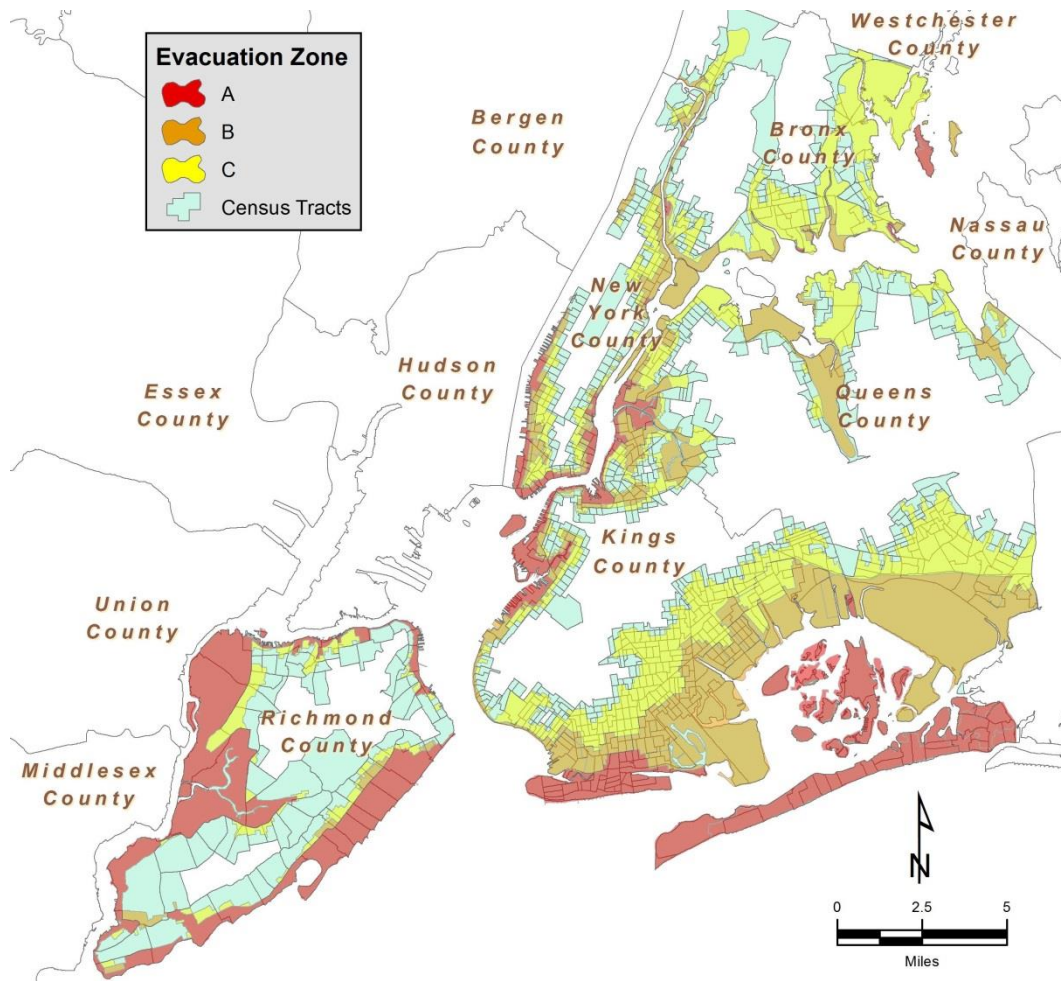 Evacuation Zone
A
B
C
Census Tracts
Westchester
County
Bergen
County
Bronx
County
Nassau
County
New
York
County
Hudson
County
Essex
County
Queens
County
Kings
County
Union
County
Richmond
County
Middlesex
County
N
0 2.5 5
Miles